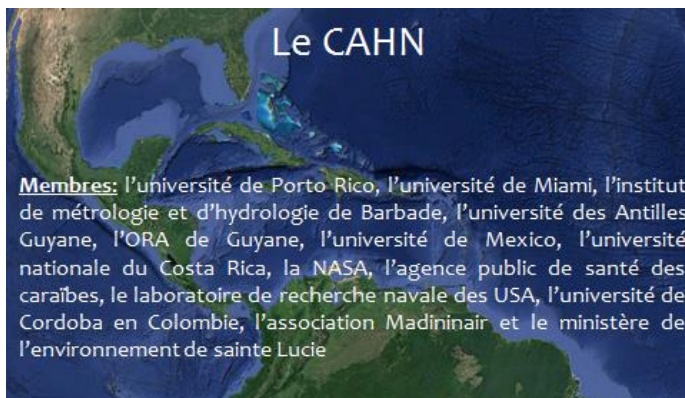 Le CAHN
Membres: l'université de Porto Rico, l'université de Miami, l'institut
de métrologie et d'hydrologie de Barbade, l'université des Antilles
Guyane, l'ORA de Guyane, l'université de Mexico, l'université
nationale du Costa Rica, la NASA, l'agence public de santé des
caraïbes, le laboratoire de recherche navale des USA, l'université de
Cordoba en Colombie, l'association Madininair et le ministère de
l'environnement de sainte Lucie